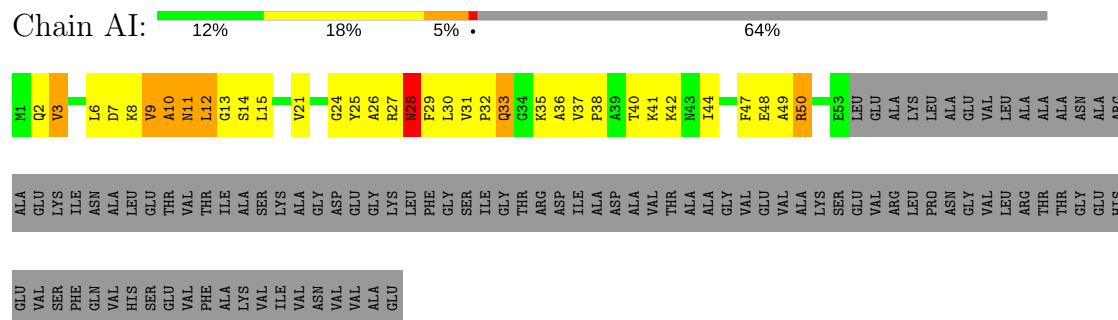 Chain AI:
12% 18% 5% • 64%
M1 Q2 V3 L6 D7 K8 V9 A10 N11 L12 G13 S14 L15 V21 G24 Y25 A26 R27 N28 F29 L30 V31 P32 Q33 G34 K35 A36 V37 P38 A39 T40 K41 K42 N43 I44 F47 E48 A49 R50 E53 LEU GLU ALA LYS LEU ALA GLU VAL LEU ALA ALA ALA ASN ALA ARG
ALA GLU LYS ILE ASN ALA LEU GLU THR VAL THR ILE ALA SER LYS ALA GLY ASP GLU GLY LYS LEU PHE GLY SER ILE GLY THR ARG ASP ILE ALA ASP ALA VAL THR ALA ALA GLY VAL GLU VAL ALA LYS SER GLU VAL ARG LEU PRO ASN GLY VAL LEU ARG THR THR GLY GLU HIS
GLU VAL SER PHE GLN VAL HIS SER GLU VAL PHE ALA LYS VAL ILE VAL ASN VAL VAL ALA GLU